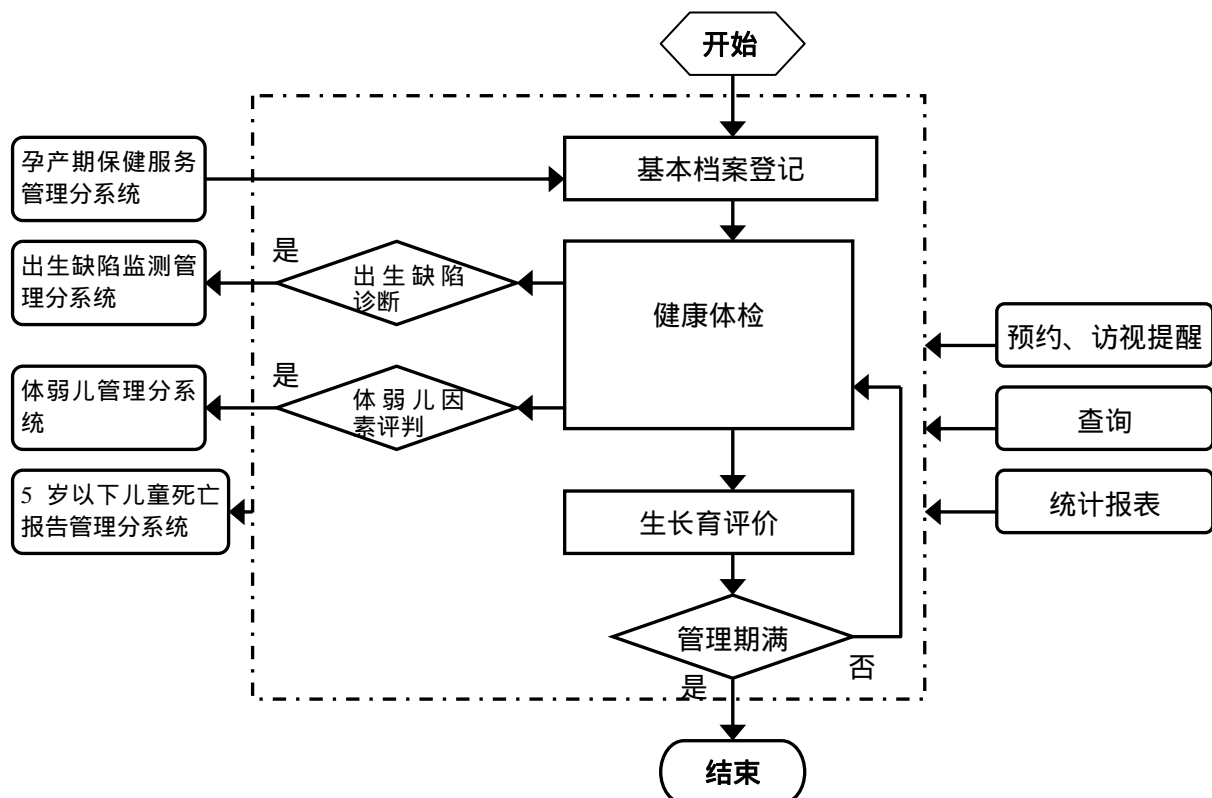 开始
孕产期保健服务
管理分系统
基本档案登记
是
出生缺陷监测管
理分系统
出生缺陷
诊断
健康体检
预约、访视提醒
是
体弱儿管理分系
统
体弱儿因
素评判
查询
5 岁以下儿童死亡
报告管理分系统
生长育评价
统计报表
管理期满
否
是
结束